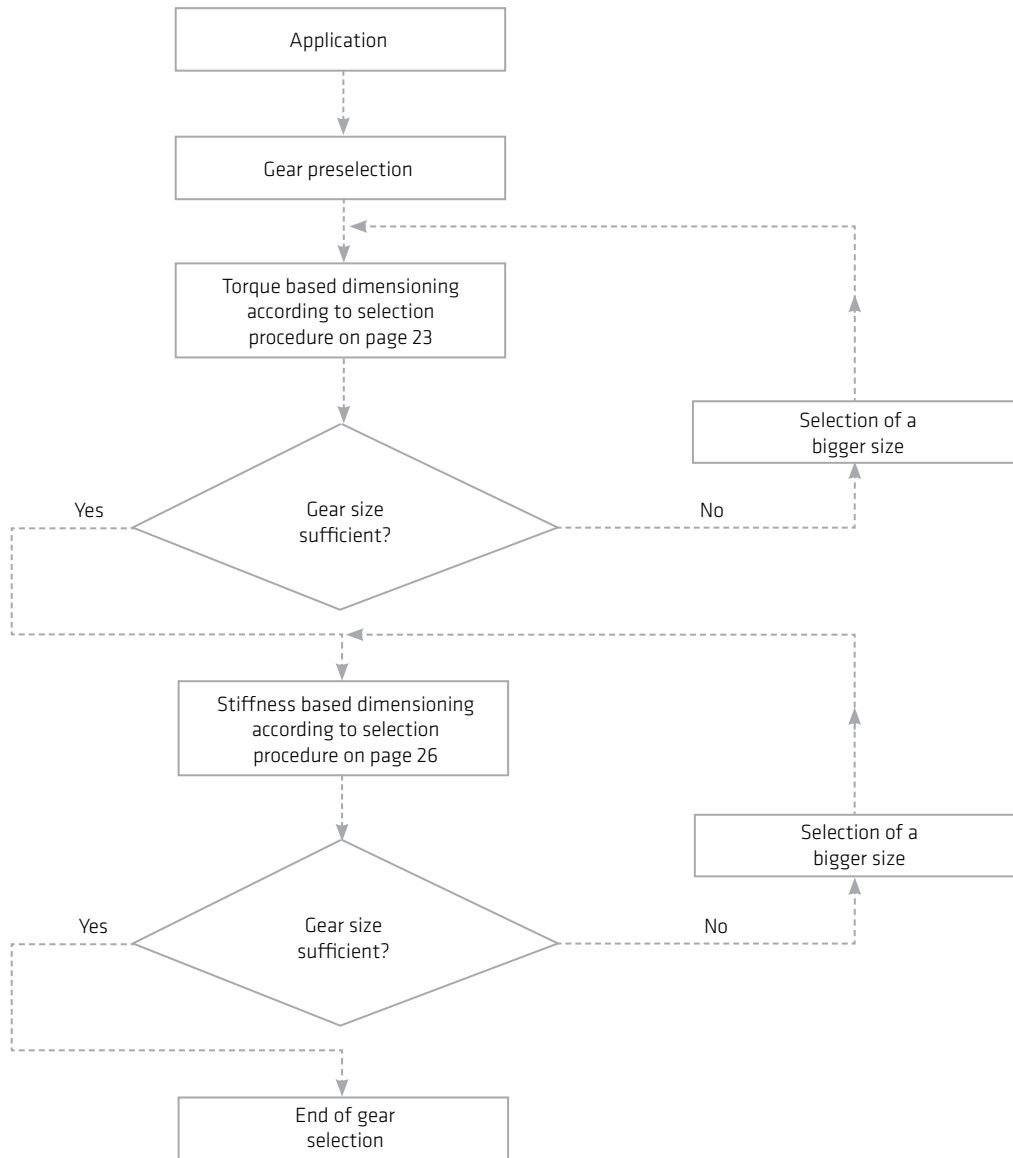 Application
Gear preselection
Torque based dimensioning
according to selection
procedure on page 23
Selection of a
bigger size
Yes
Gear size
sufficient?
No
Stiffness based dimensioning
according to selection
procedure on page 26
Selection of a
bigger size
Yes
Gear size
sufficient?
No
End of gear
selection